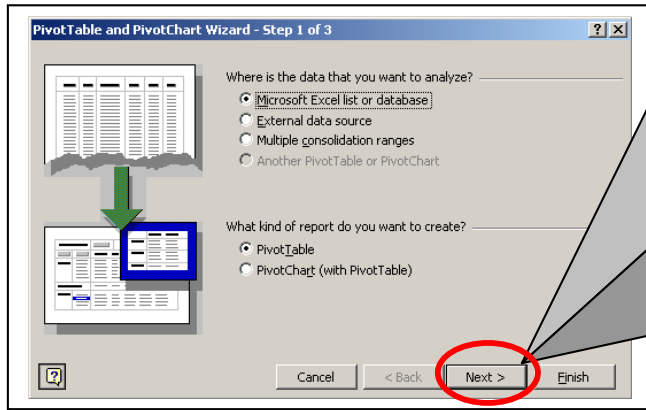 PivotTable and PivotChart Wizard - Step 1 of 3
Where is the data that you want to analyze?
Microsoft Excel list or database
External data source
Multiple consolidation ranges
Another PivotTable or PivotChart
What kind of report do you want to create?
PivotTable
PivotChart (with PivotTable)
Cancel < Back Next > Finish